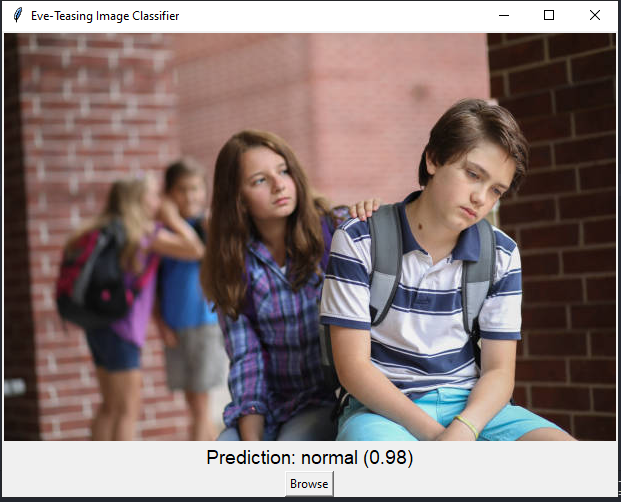 Eve-Teasing Image Classifier
Prediction: normal (0.98)
Browse